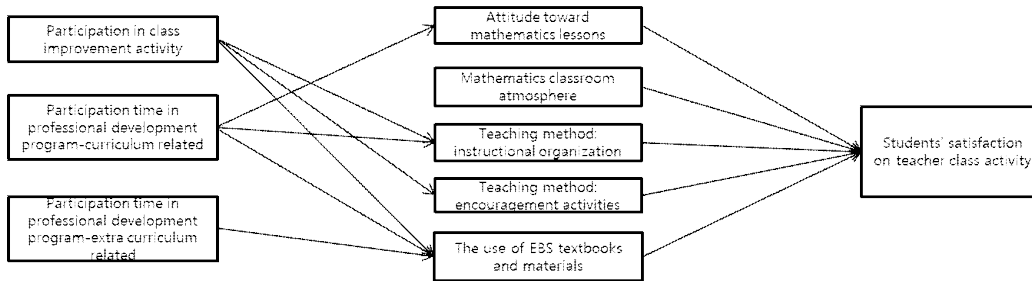 Participation in class
improvement activity
Participation time in
professional development
program-curriculum related
Participation time in
professional development
program-extra curriculum
related
Attitude toward
mathematics lessons
Mathematics classroom
atmosphere
Teaching method:
instructional organization
Teaching method:
encouragement activities
The use of EBS textbooks
and materials
Students' satisfaction
on teacher class activity